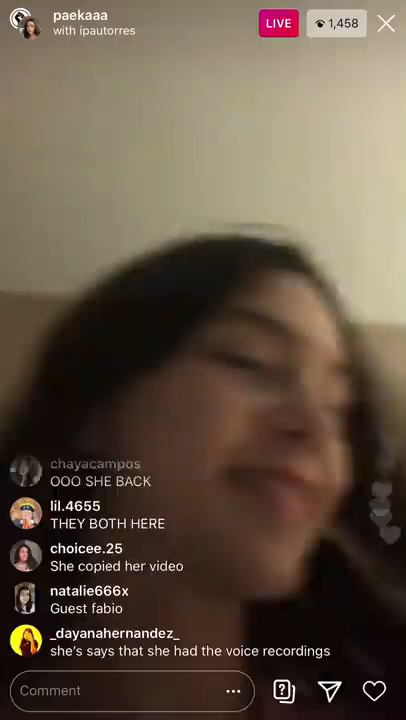 paekaaa
with ipautorres
LIVE
1,458
chayacampos
OOO SHE BACK
lil.4655
THEY BOTH HERE
choicee.25
She copied her video
natalie666x
Guest fabio
_dayanahernandez_
she's says that she had the voice recordings
Comment